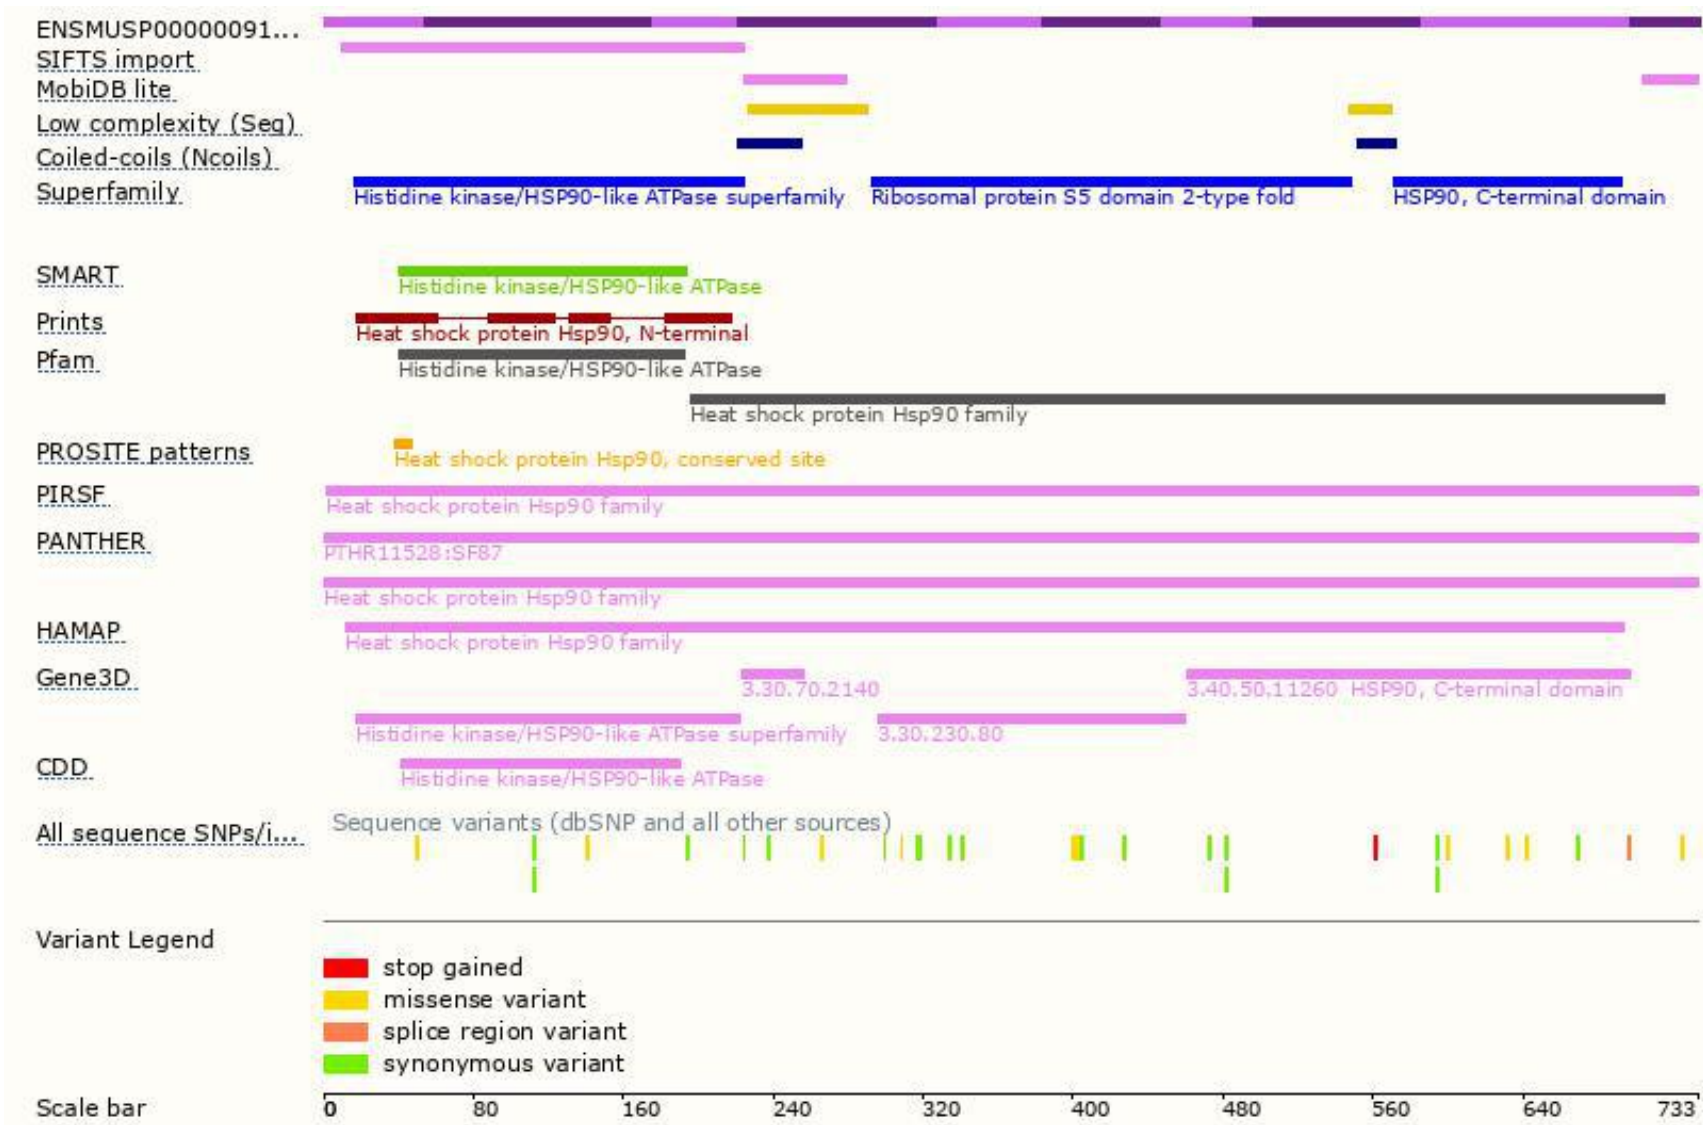 ENSMUSP00000091...
SIFTS import
MobiDB lite
Low complexity (Seg)
Coiled-coils (Ncoils)
Superfamily
Histidine kinase/HSP90-like ATPase superfamily
Ribosomal protein S5 domain 2-type fold
HSP90, C-terminal domain
SMART
Histidine kinase/HSP90-like ATPase
Prints
Heat shock protein Hsp90, N-terminal
Pfam
Histidine kinase/HSP90-like ATPase
Heat shock protein Hsp90 family
PROSITE patterns
Heat shock protein Hsp90, conserved site
PIRSF
Heat shock protein Hsp90 family
PANTHER
PTHR11528:SF87
Heat shock protein Hsp90 family
HAMAP
Heat shock protein Hsp90 family
Gene3D
3.30.70.2140
3.40.50.11260 HSP90, C-terminal domain
Histidine kinase/HSP90-like ATPase superfamily
3.30.230.80
CDD
Histidine kinase/HSP90-like ATPase
All sequence SNPs/i...
Sequence variants (dbSNP and all other sources)
Variant Legend
stop gained
missense variant
splice region variant
synonymous variant
Scale bar
0 80 160 240 320 400 480 560 640 733